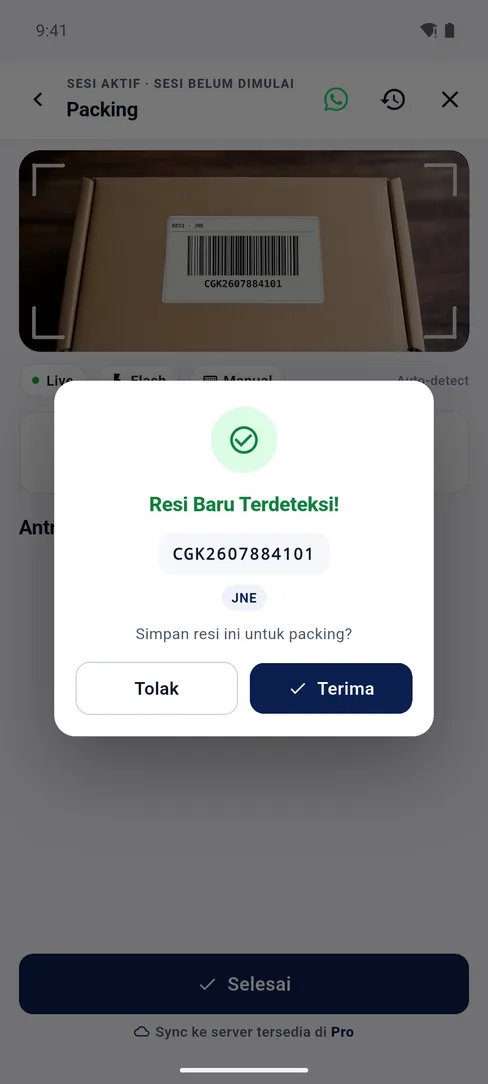 9:41
SESI AKTIF · SESI BELUM DIMULAI
Packing
RESI · JNE
CGK2607884101
Live Flash Manual Auto-detect
Resi Baru Terdeteksi!
CGK2607884101
JNE
Simpan resi ini untuk packing?
Tolak
Terima
Selesai
Sync ke server tersedia di Pro